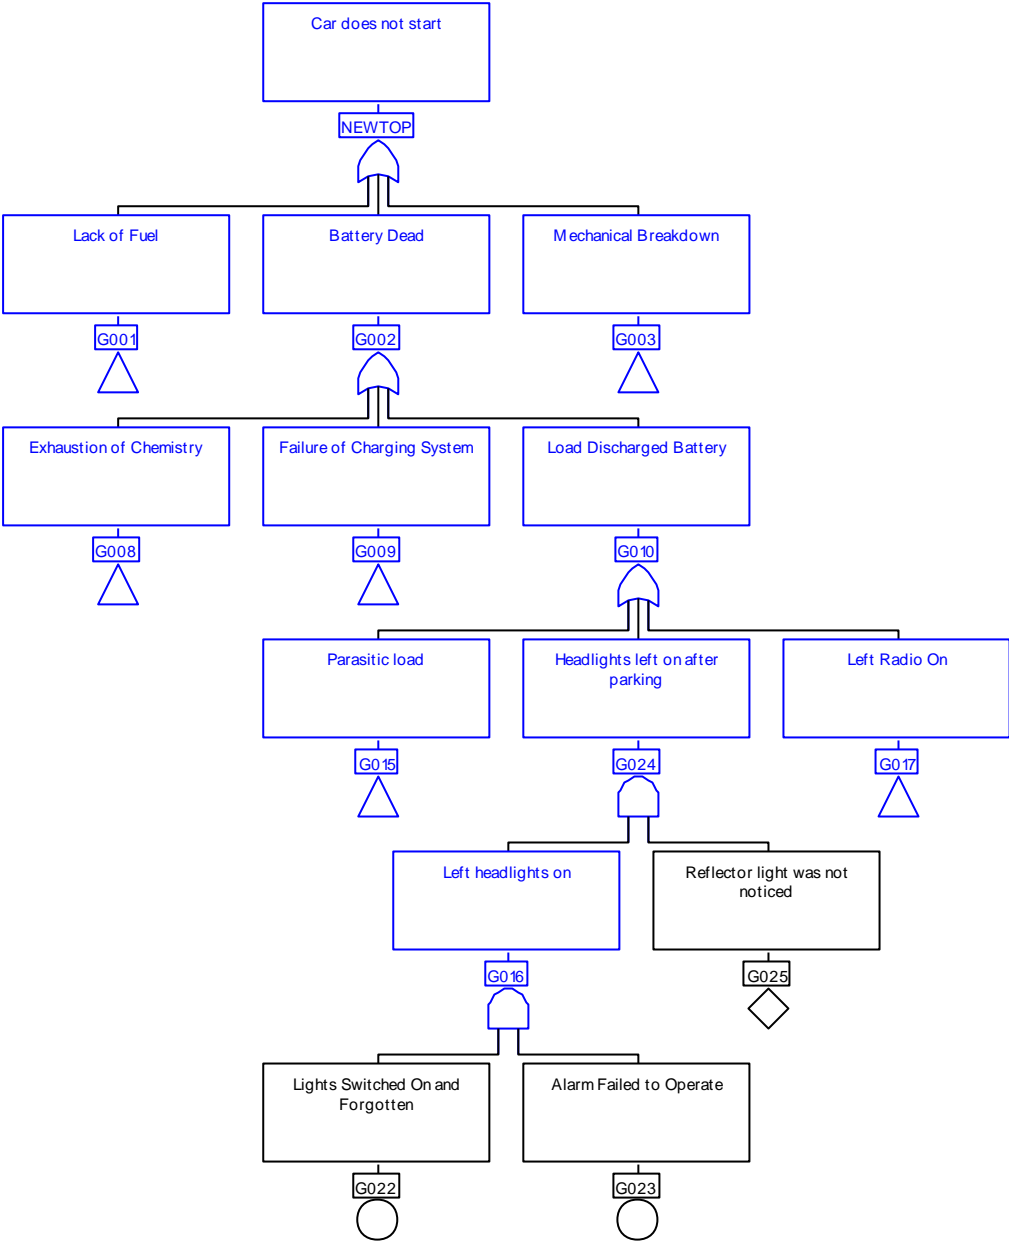 Car does not start
NEWTOP
Lack of Fuel
Battery Dead
Mechanical Breakdown
G001
G002
G003
Exhaustion of Chemistry
Failure of Charging System
Load Discharged Battery
G008
G009
G010
Parasitic load
Headlights left on after
parking
Left Radio On
G015
G024
G017
Left headlights on
Reflector light was not
noticed
G016
G025
Lights Switched On and
Forgotten
Alarm Failed to Operate
G022
G023